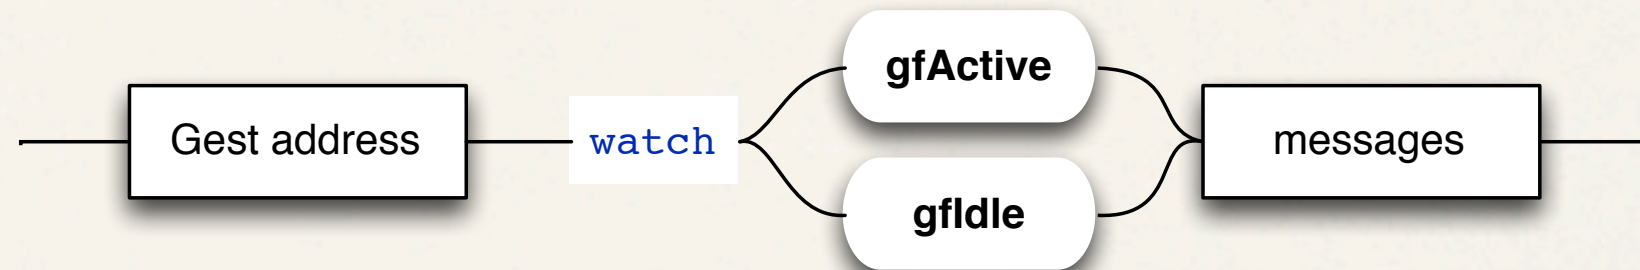 Gest address
watch
gfActive
gfIdle
messages